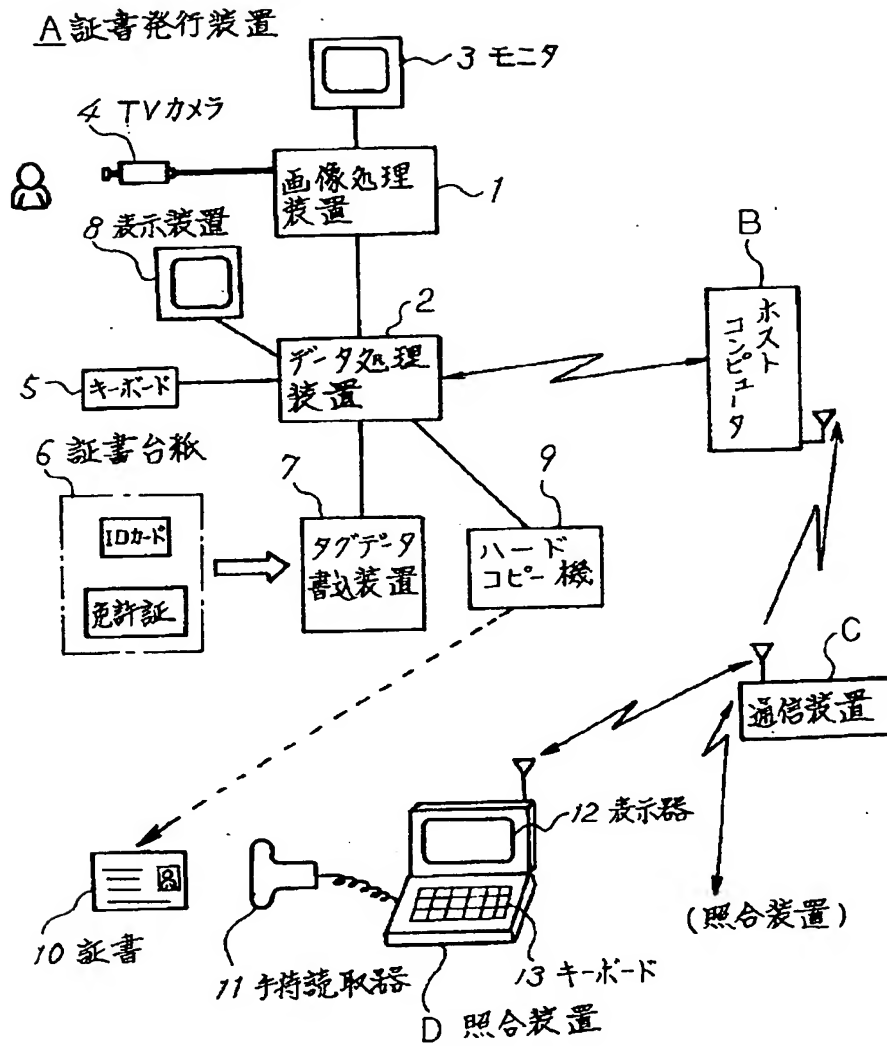 A 証書発行装置
3 モニタ
4 TVカメラ
画像処理
装置
1
8 表示装置
B
2
ホスト
コンピュータ
データ処理
装置
5
キーボード
6 証書台紙
7
9
IDカード
免許証
タグデータ
書込装置
ハード
コピー機
C
通信装置
12 表示器
(照合装置)
10 証書
11 手持読取器
13 キーボード
D 照合装置